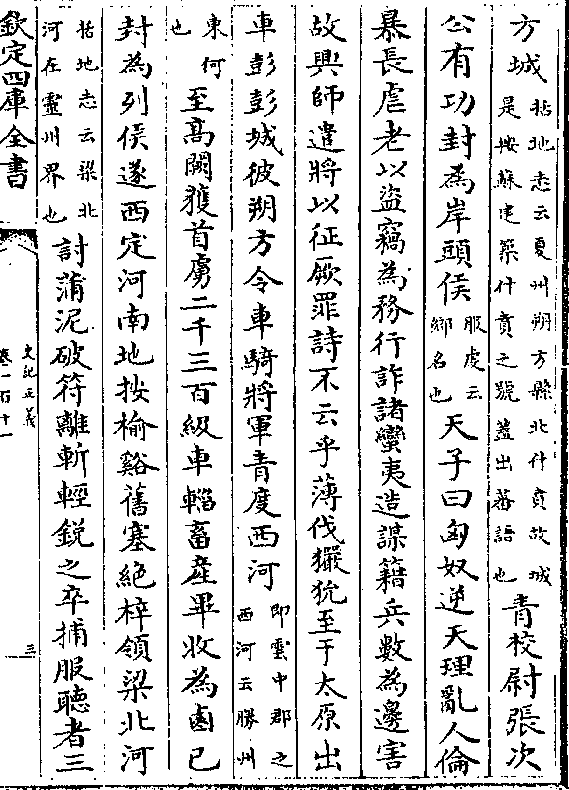 方城括地志云夏州朔方縣北什賁故城是按蘇建築什賁之號蓋出蕃語也青校尉張次
公有功封為岸頭侯服虔云鄉名也天子曰匈奴逆天理亂人倫
暴長虐老以盜竊為務行詐諸蠻夷造謀籍兵數為邊害
故興師遣將以征厥罪詩不云乎薄伐玁狁至于太原出
車彭彭城彼朔方今車騎將軍青度西河即雲中郡之西河云勝州
東河也至高闕獲首虜二千三百級車輜畜產畢收為鹵已
封為列侯遂西定河南地按榆谿舊塞絕梓領梁北河
括地志云梁北河在靈州界也討蒲泥破符離斬輕銳之卒捕服聽者三
欽定四庫全書
史記正義
卷一百十一
三